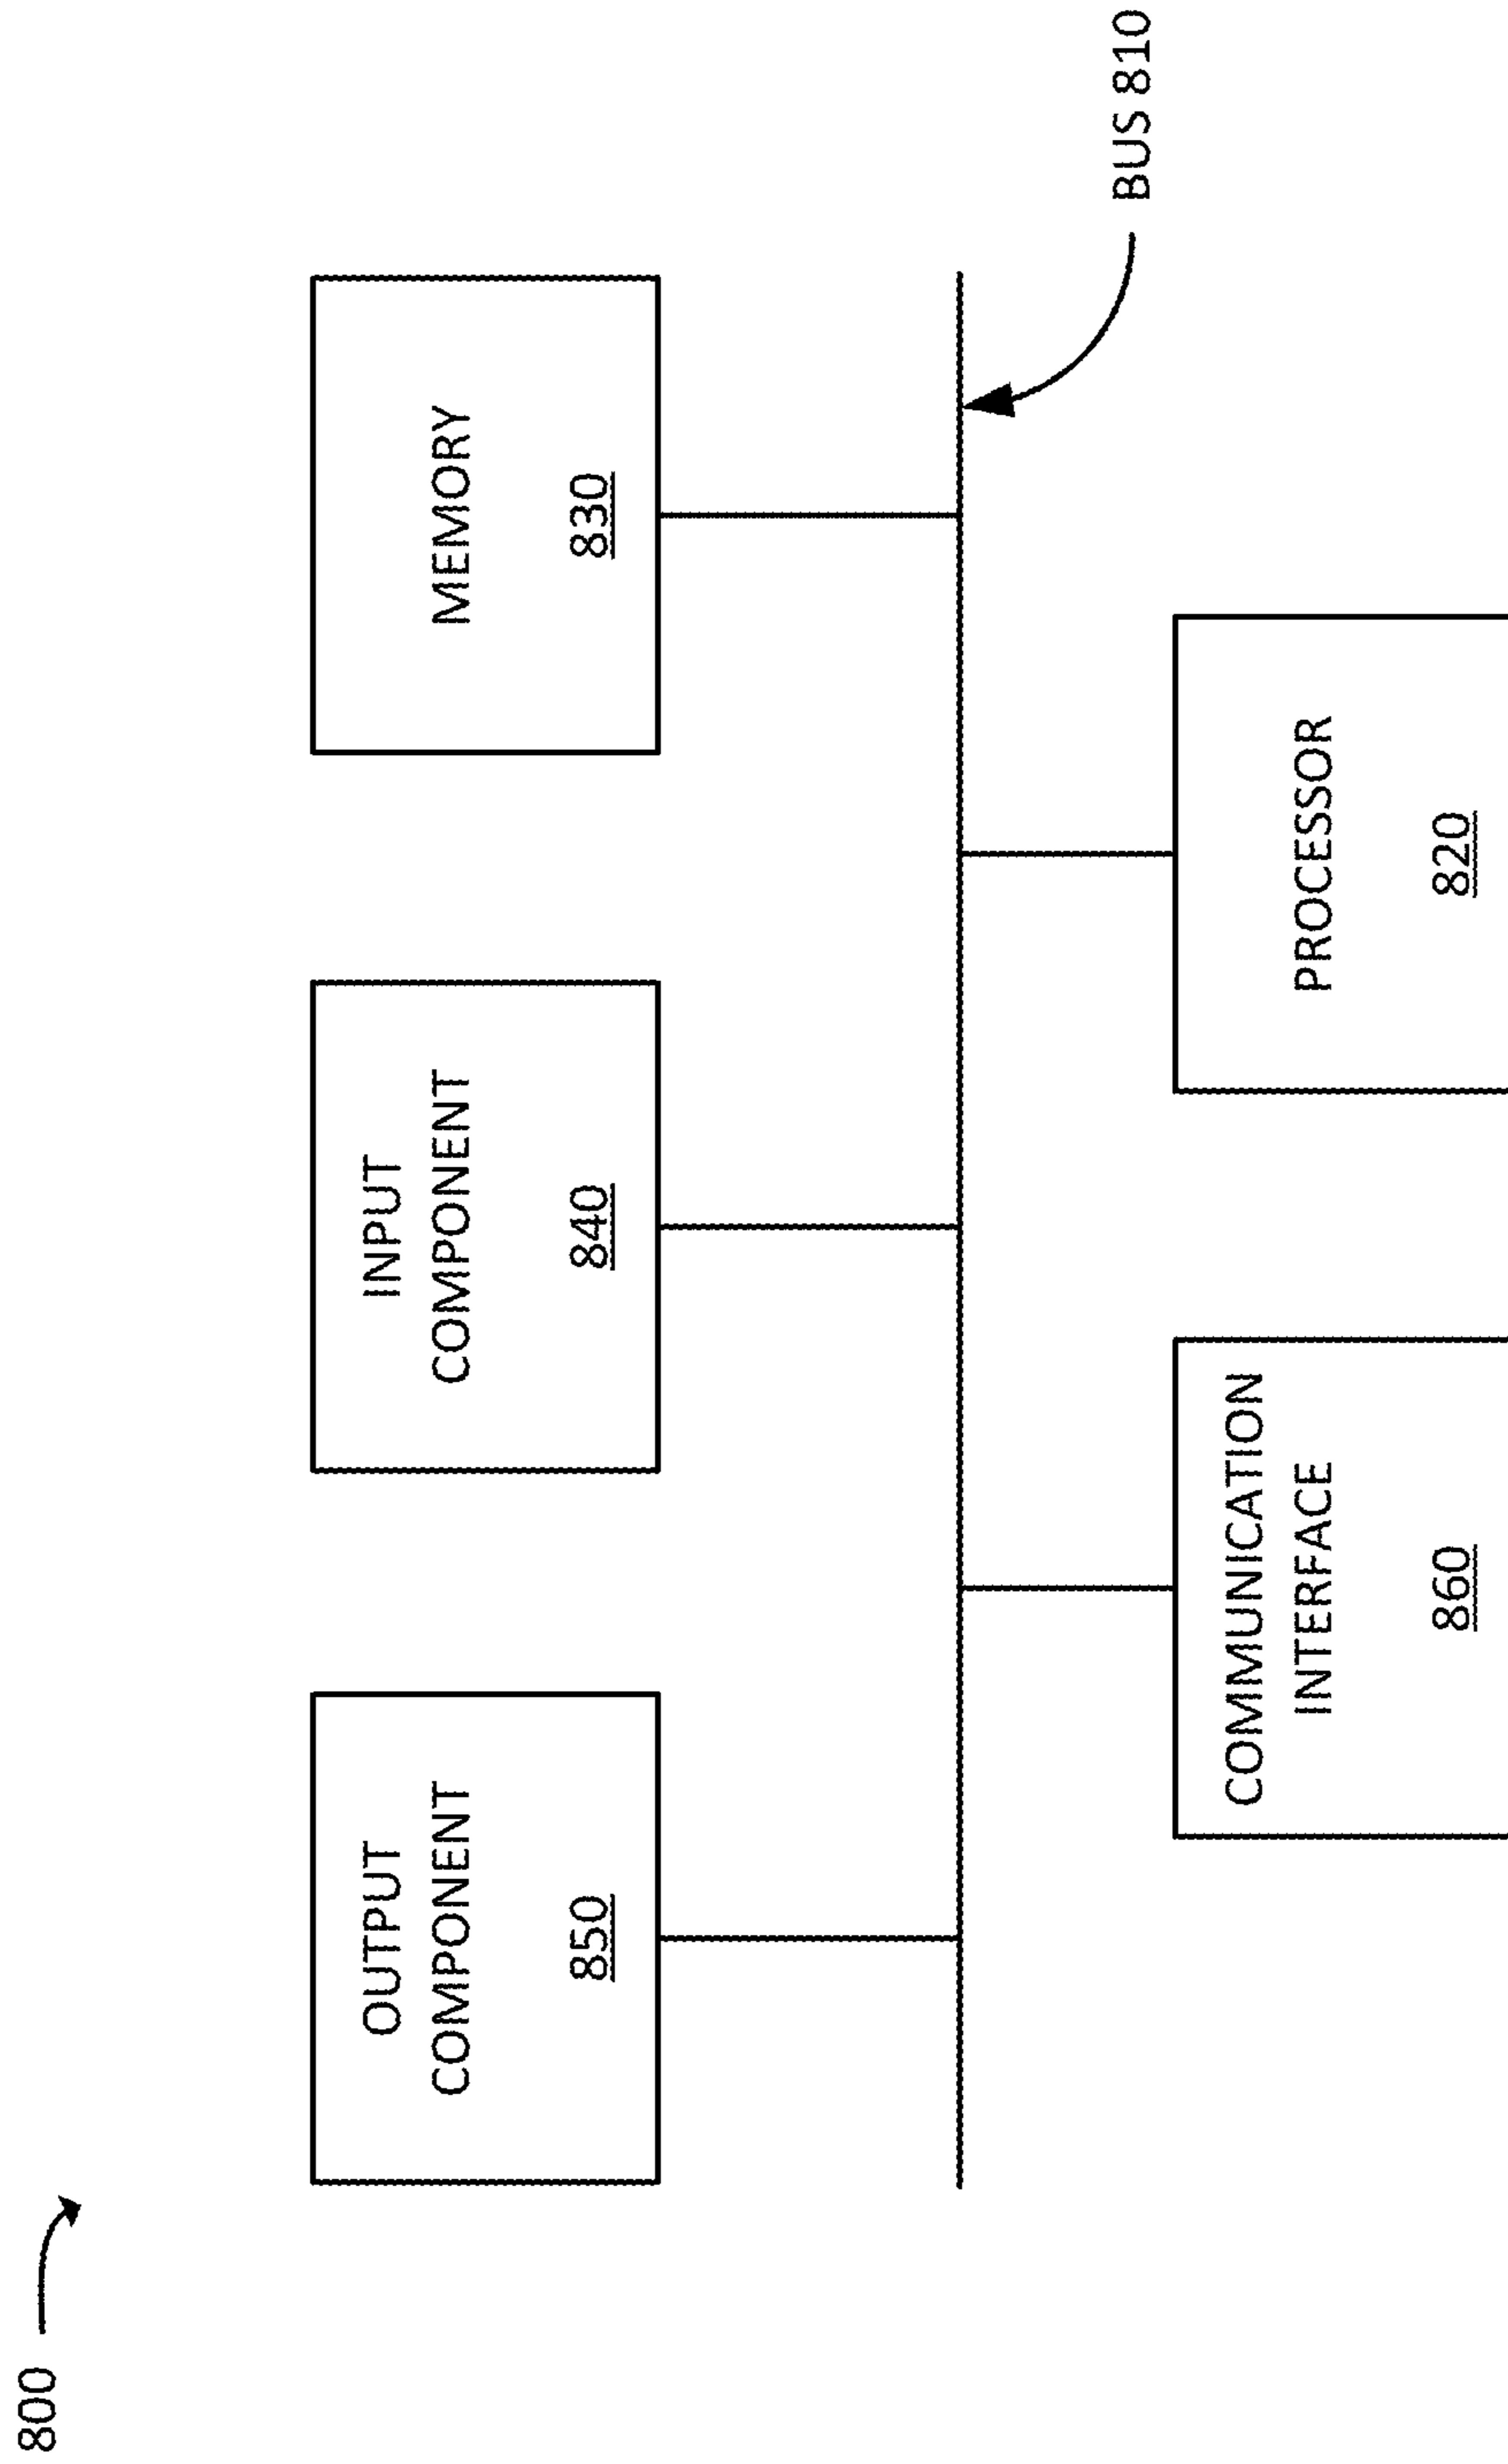 800
OUTPUT
COMPONENT
850
INPUT
COMPONENT
840
MEMORY
830
BUS 810
COMMUNICATION
INTERFACE
860
PROCESSOR
820